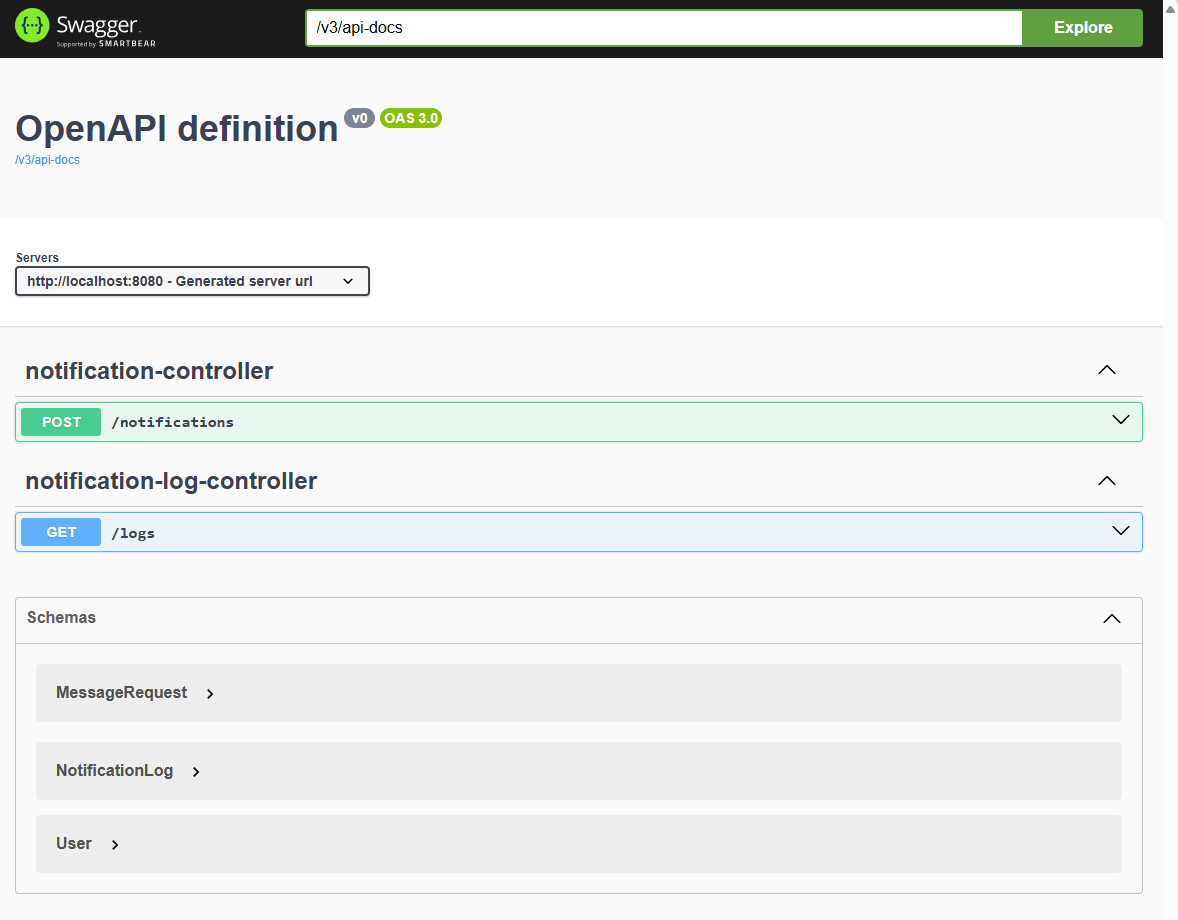 Swagger
Supported by SMARTBEAR
/v3/api-docs
Explore
OpenAPI definition v0 OAS 3.0
/v3/api-docs
Servers
http://localhost:8080 - Generated server url
notification-controller
POST /notifications
notification-log-controller
GET /logs
Schemas
MessageRequest
NotificationLog
User